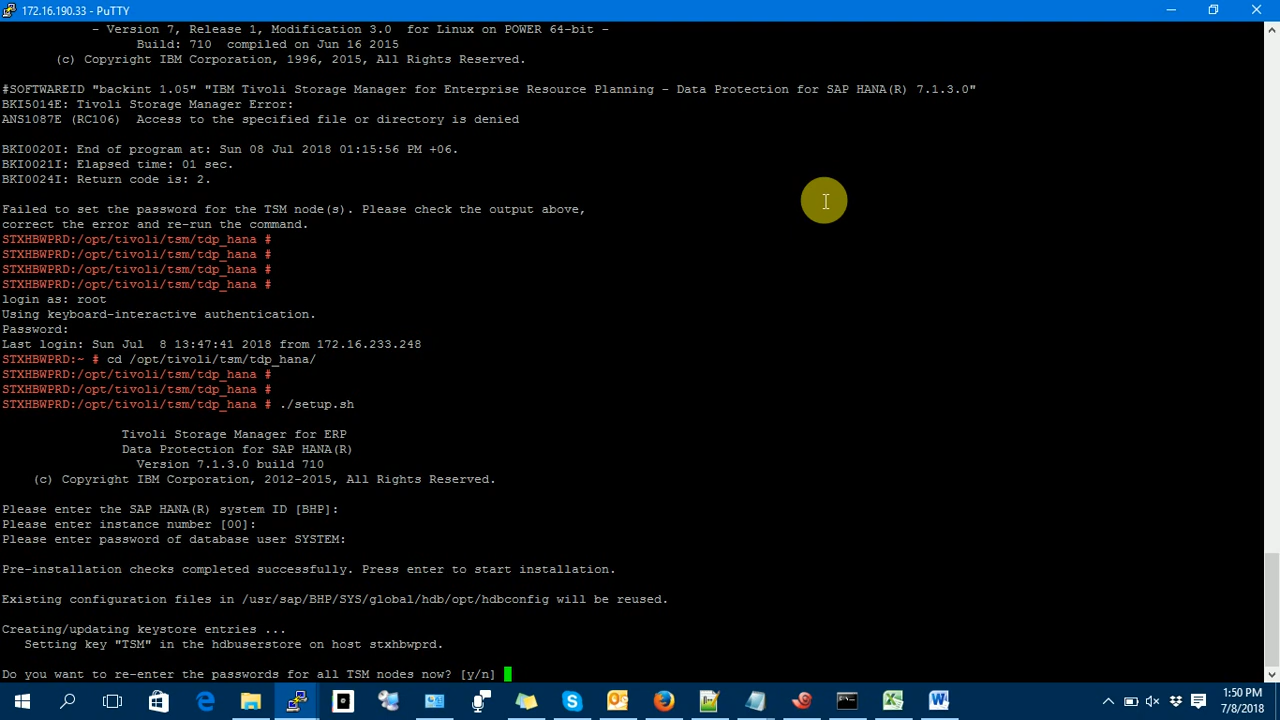 172.16.190.33 - PuTTY
- Version 7, Release 1, Modification 3.0  for Linux on POWER 64-bit -
Build: 710  compiled on Jun 16 2015
(c) Copyright IBM Corporation, 1996, 2015, All Rights Reserved.
#SOFTWAREID "backint 1.05" "IBM Tivoli Storage Manager for Enterprise Resource Planning - Data Protection for SAP HANA(R) 7.1.3.0"
BKI5014E: Tivoli Storage Manager Error:
ANS1087E (RC106)  Access to the specified file or directory is denied
BKI0020I: End of program at: Sun 08 Jul 2018 01:15:56 PM +06.
BKI0021I: Elapsed time: 01 sec.
BKI0024I: Return code is: 2.
Failed to set the password for the TSM node(s). Please check the output above,
correct the error and re-run the command.
STXHBWPRD:/opt/tivoli/tsm/tdp_hana #
STXHBWPRD:/opt/tivoli/tsm/tdp_hana #
STXHBWPRD:/opt/tivoli/tsm/tdp_hana #
STXHBWPRD:/opt/tivoli/tsm/tdp_hana #
login as: root
Using keyboard-interactive authentication.
Password:
Last login: Sun Jul  8 13:47:41 2018 from 172.16.233.248
STXHBWPRD:~ # cd /opt/tivoli/tsm/tdp_hana/
STXHBWPRD:/opt/tivoli/tsm/tdp_hana #
STXHBWPRD:/opt/tivoli/tsm/tdp_hana #
STXHBWPRD:/opt/tivoli/tsm/tdp_hana # ./setup.sh
Tivoli Storage Manager for ERP
Data Protection for SAP HANA(R)
Version 7.1.3.0 build 710
(c) Copyright IBM Corporation, 2012-2015, All Rights Reserved.
Please enter the SAP HANA(R) system ID [BHP]:
Please enter instance number [00]:
Please enter password of database user SYSTEM:
Pre-installation checks completed successfully. Press enter to start installation.
Existing configuration files in /usr/sap/BHP/SYS/global/hdb/opt/hdbconfig will be reused.
Creating/updating keystore entries ...
Setting key "TSM" in the hdbuserstore on host stxhbwprd.
Do you want to re-enter the passwords for all TSM nodes now? [y/n]
1:50 PM
7/8/2018